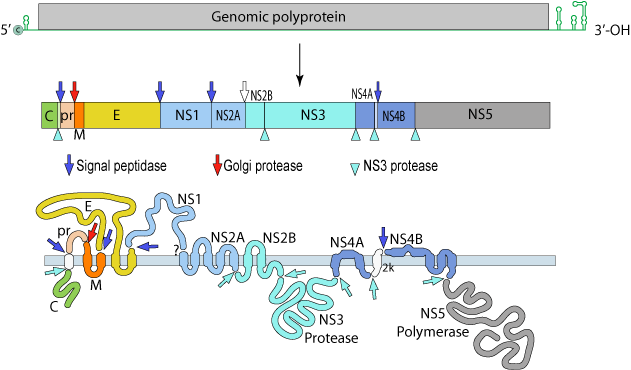 Genomic polyprotein
5' C 3'-OH
NS2B NS4A
C pr E NS1 NS2A NS3 NS4B NS5
M
Signal peptidase Golgi protease NS3 protease
NS1
E
pr ? NS2A NS2B NS4A NS4B
2k
M
C
NS3
Protease
NS5
Polymerase